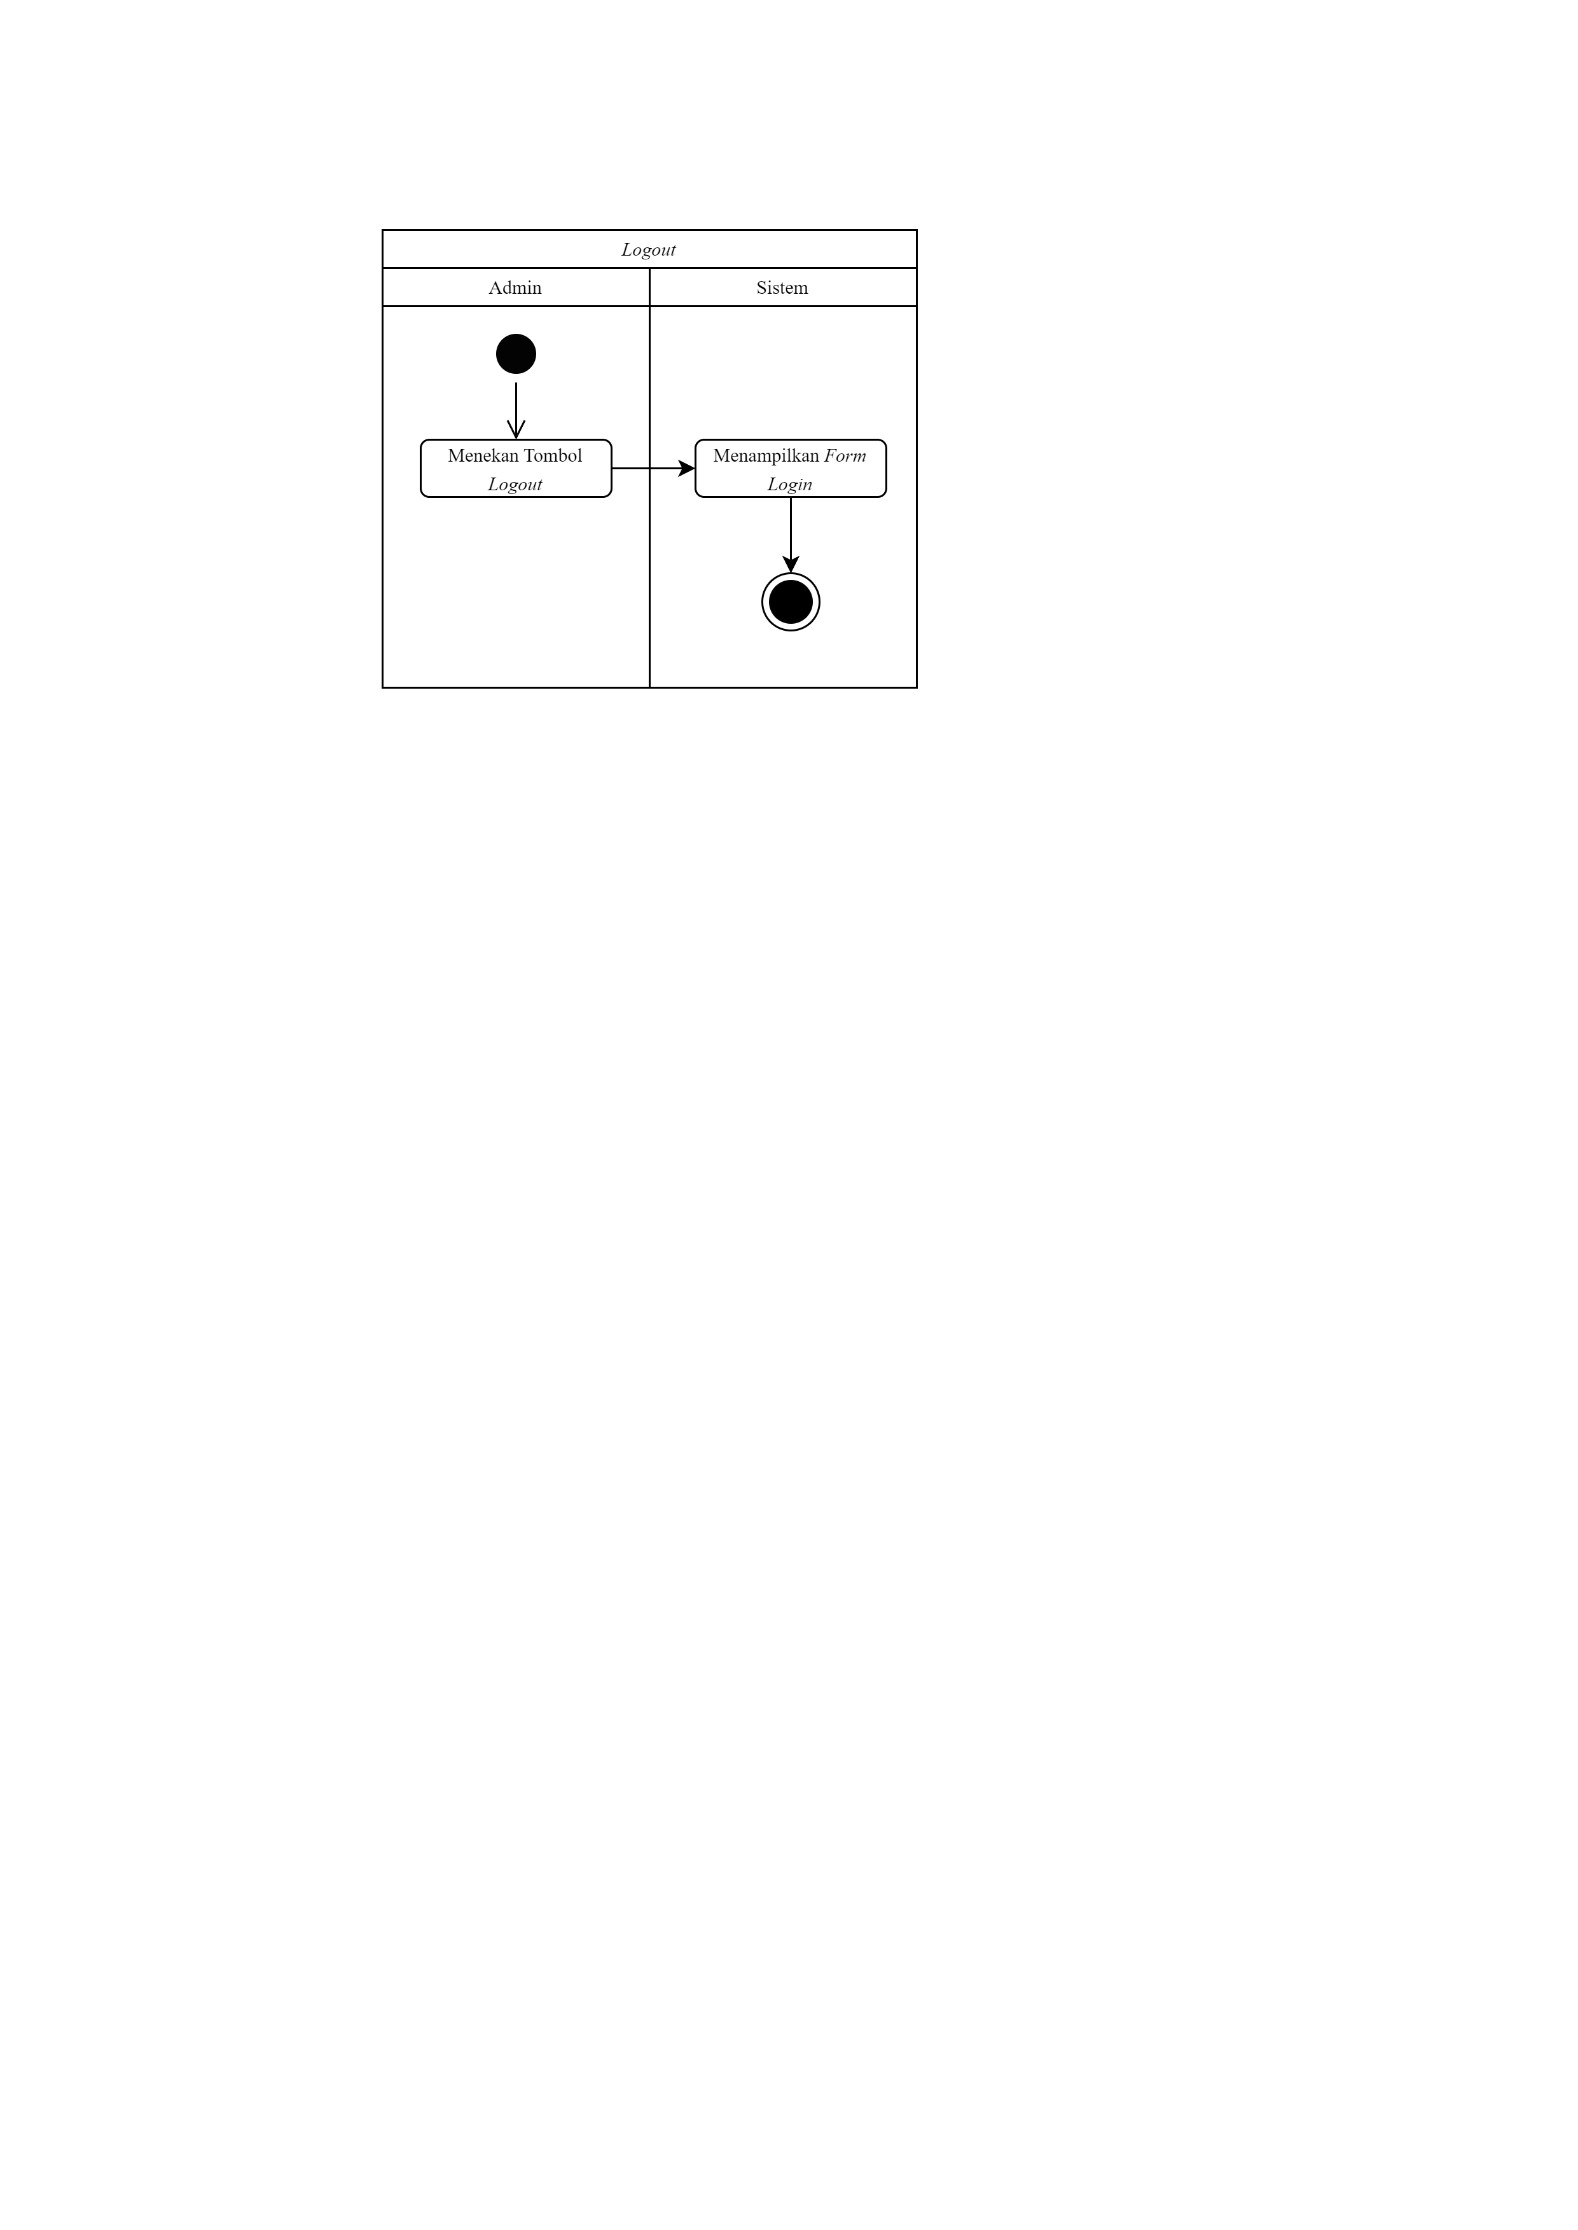 Logout
Admin
Sistem
Menekan Tombol
Logout
Menampilkan Form
Login